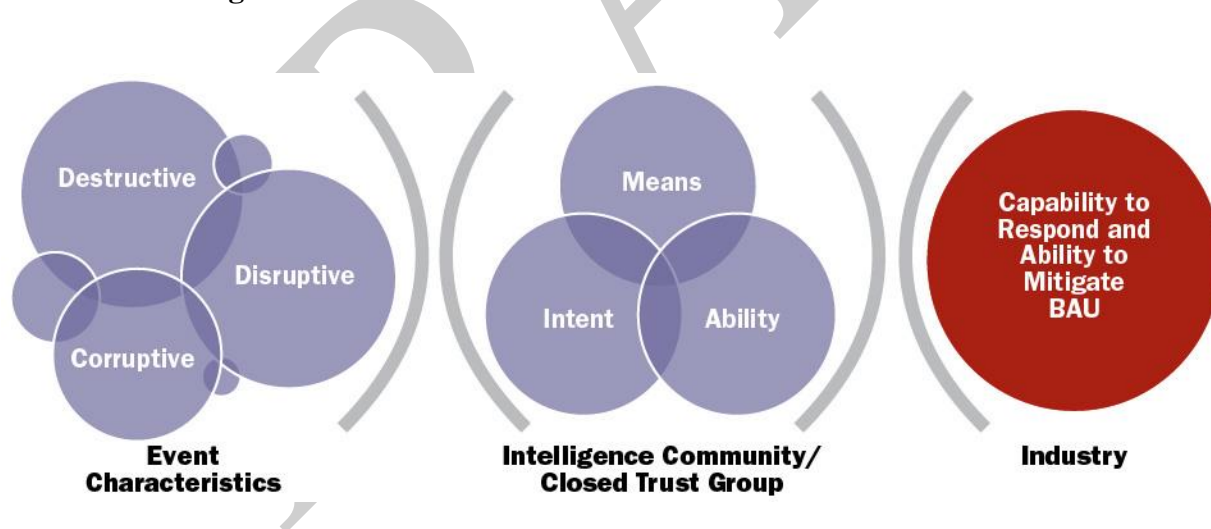 Destructive
Disruptive
Corruptive
Event
Characteristics
Means
Intent
Ability
Intelligence Community/
Closed Trust Group
Capability to
Respond and
Ability to
Mitigate
BAU
Industry